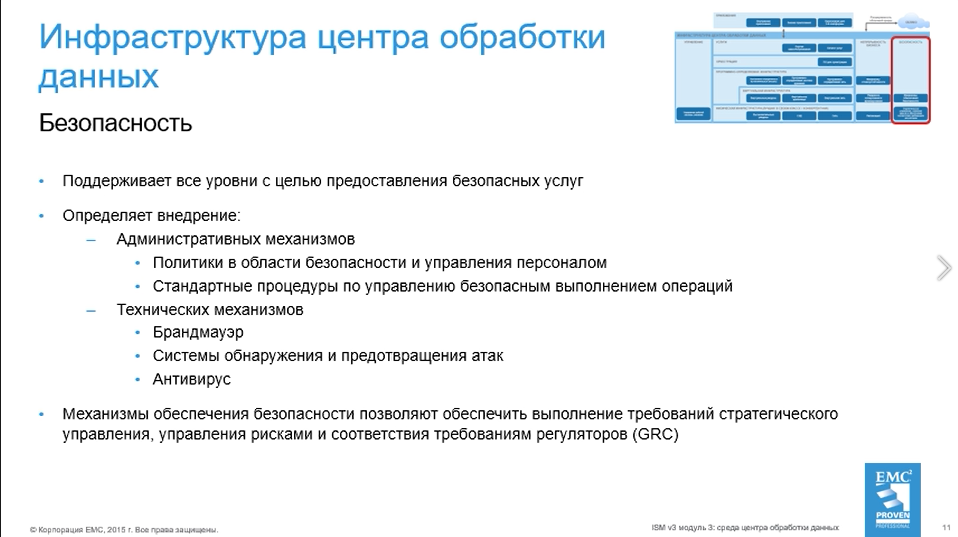 Инфраструктура центра обработки
данных
Безопасность
• Поддерживает все уровни с целью предоставления безопасных услуг
• Определяет внедрение:
– Административных механизмов
• Политики в области безопасности и управления персоналом
• Стандартные процедуры по управлению безопасным выполнением операций
– Технических механизмов
• Брандмауэр
• Системы обнаружения и предотвращения атак
• Антивирус
• Механизмы обеспечения безопасности позволяют обеспечить выполнение требований стратегического
управления, управления рисками и соответствия требованиям регуляторов (GRC)
EMC²
PROVEN
PROFESSIONAL
© Корпорация EMC, 2015 г. Все права защищены.
ISM v3 модуль 3: среда центра обработки данных
11